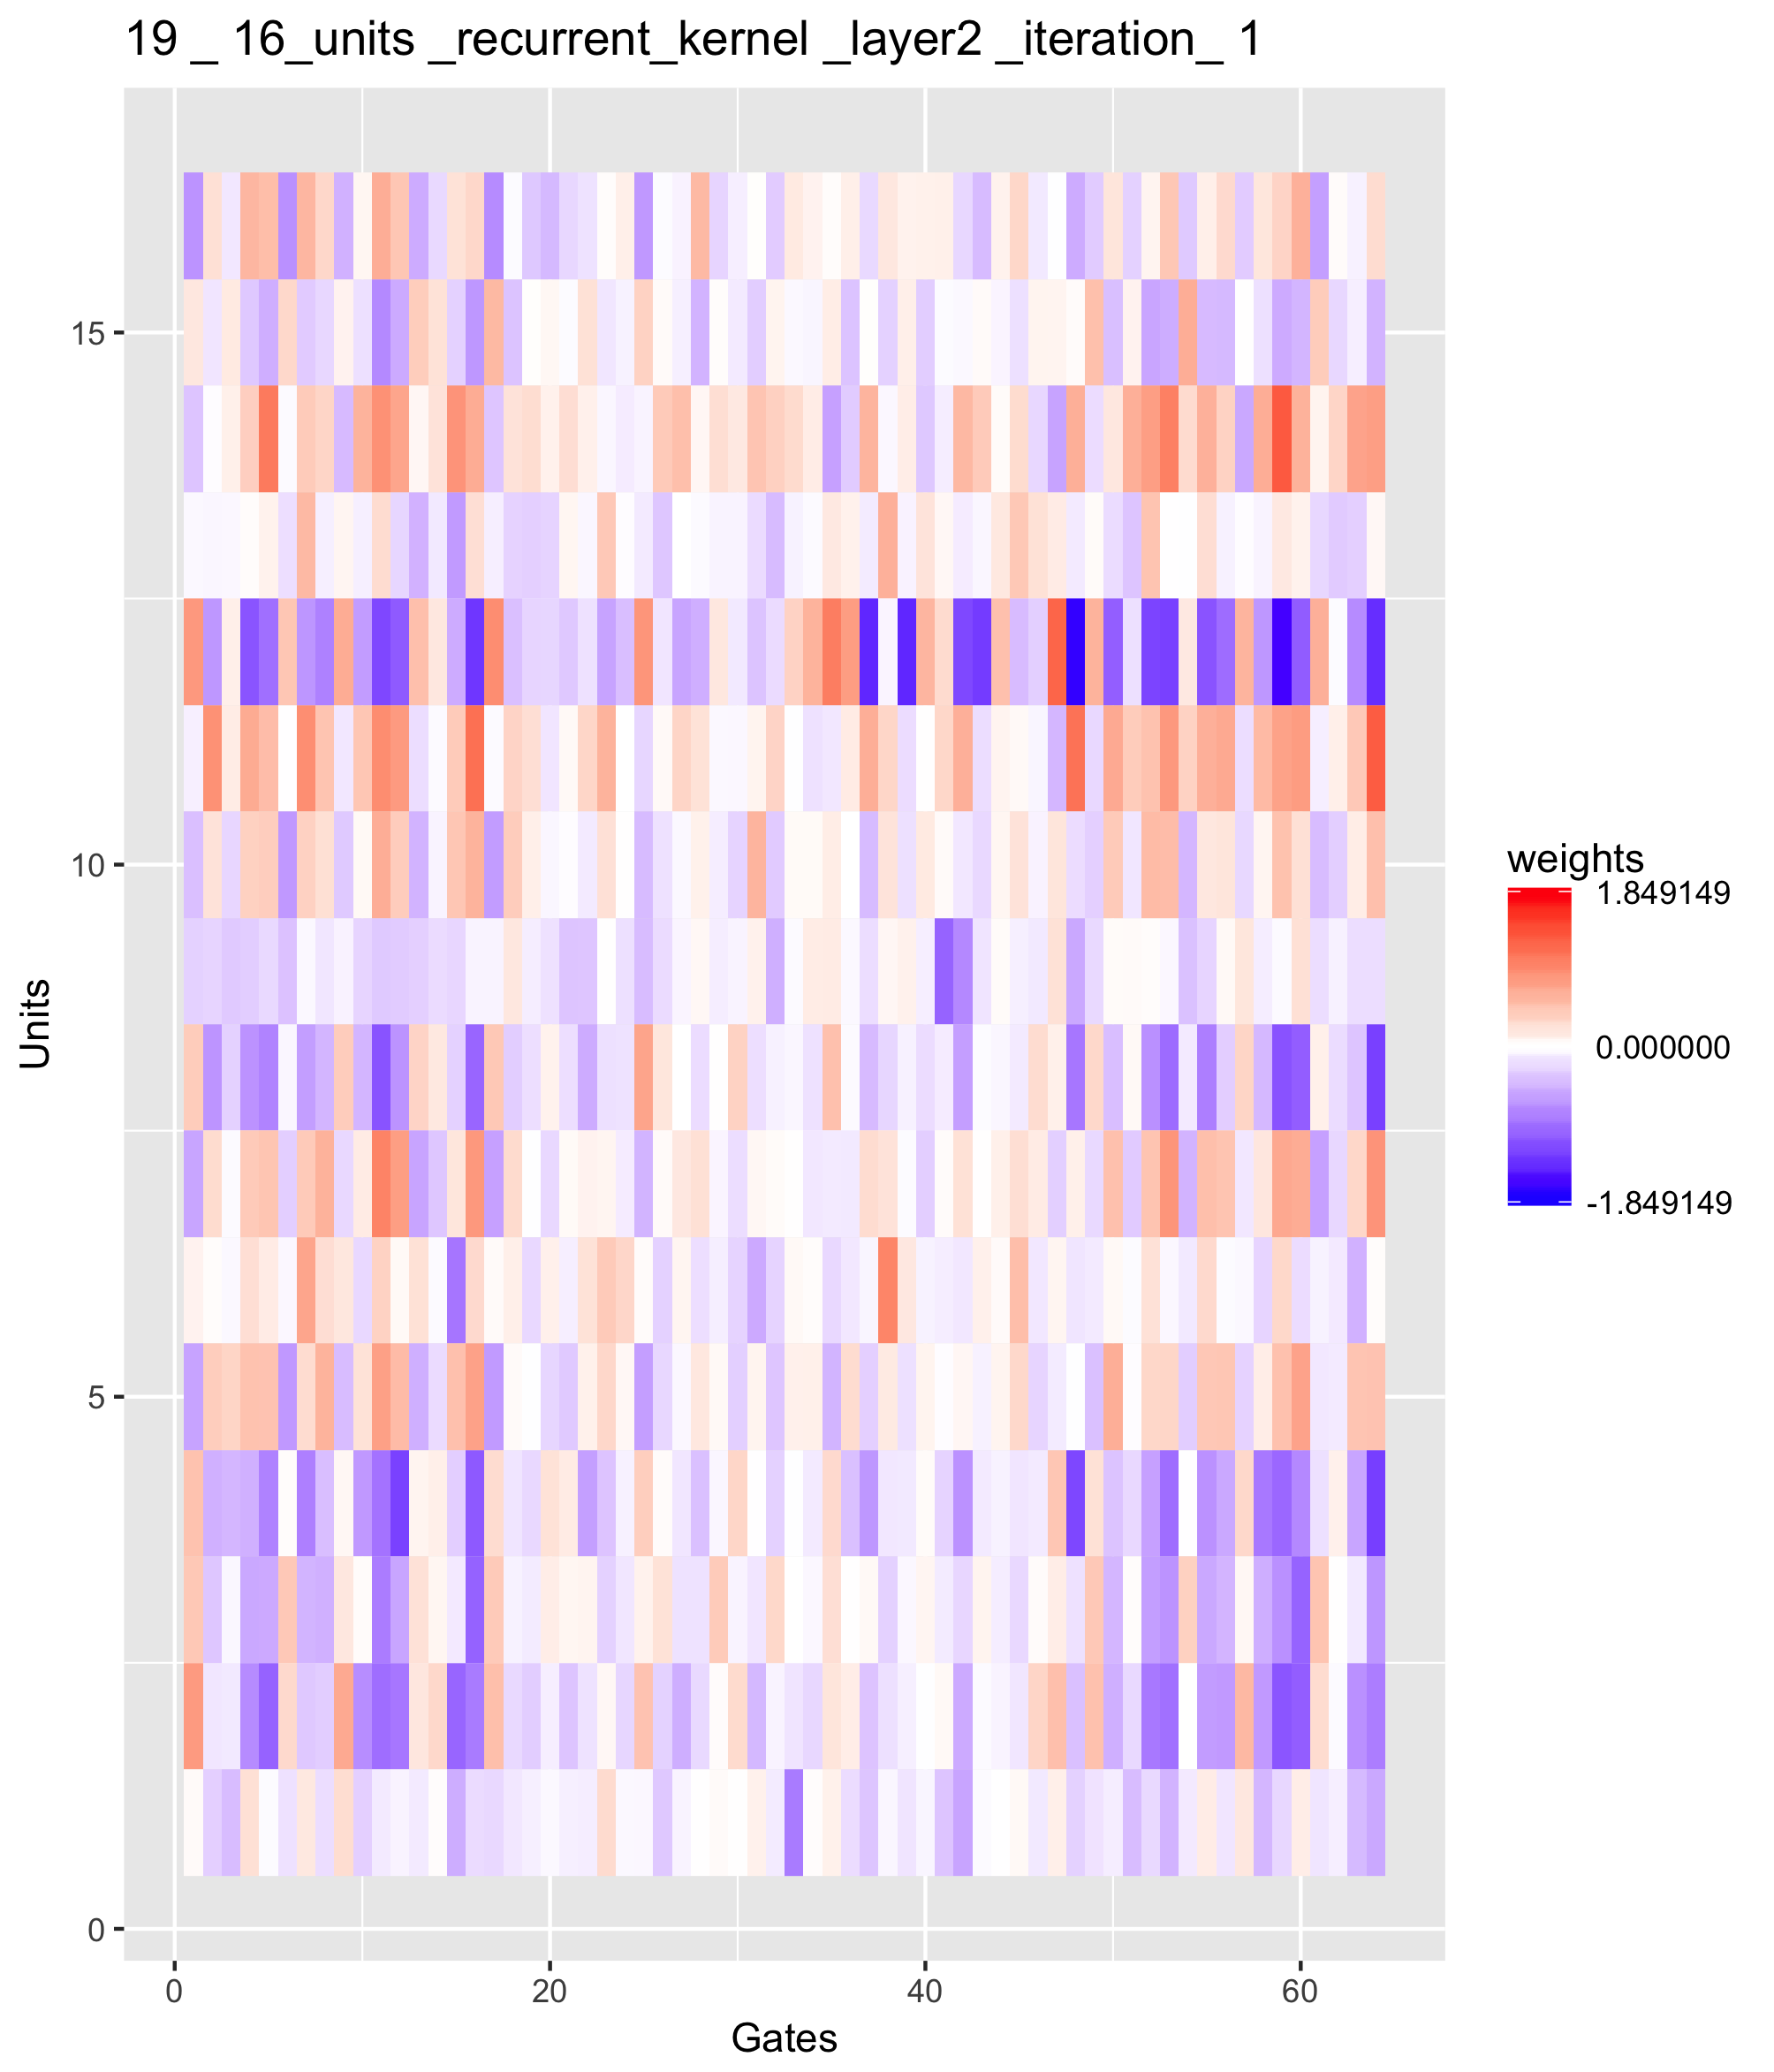 19 _ 16_units _recurrent_kernel _layer2 _iteration_ 1
15
10
5
0
Units
0 20 40 60
Gates
weights
1.849149
0.000000
-1.849149